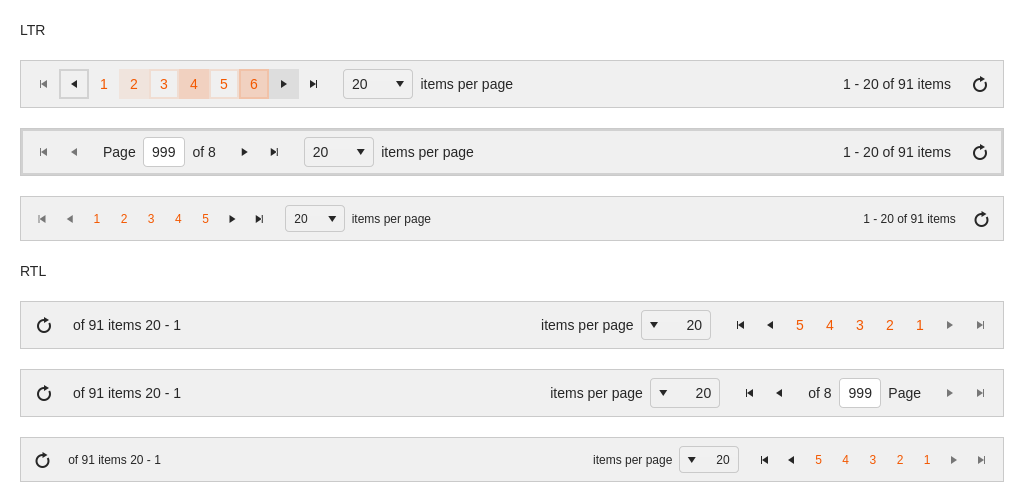 LTR
1 2 3 4 5 6 20 items per page 1 - 20 of 91 items
Page 999 of 8 20 items per page 1 - 20 of 91 items
1 2 3 4 5 20 items per page 1 - 20 of 91 items
RTL
of 91 items 20 - 1 items per page 20 5 4 3 2 1
of 91 items 20 - 1 items per page 20 of 8 999 Page
of 91 items 20 - 1 items per page 20 5 4 3 2 1